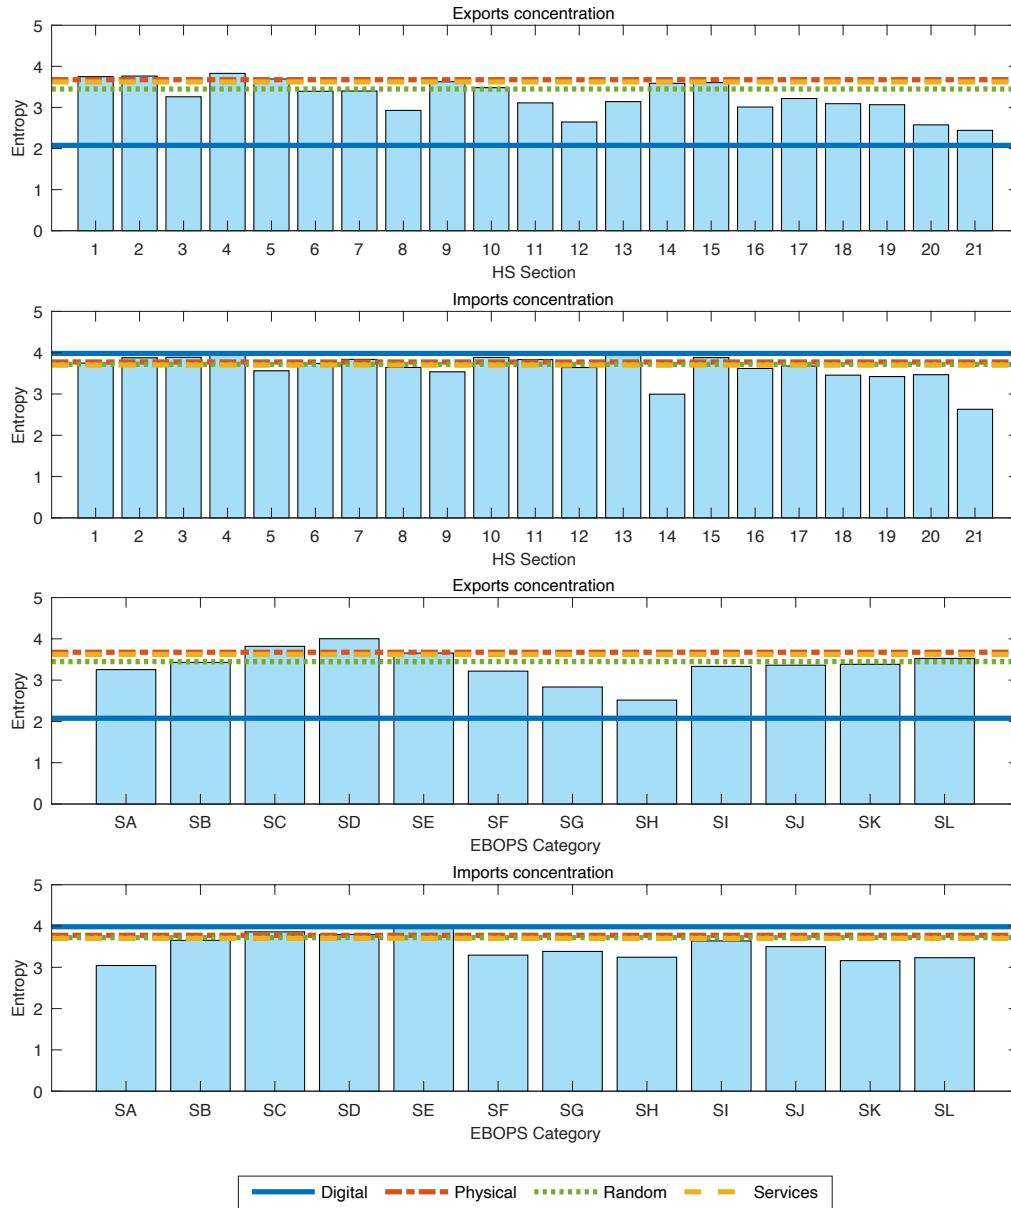 Exports concentration
5
4
3
2
1
0
Entropy
1 2 3 4 5 6 7 8 9 10 11 12 13 14 15 16 17 18 19 20 21
HS Section
Imports concentration
5
4
3
2
1
0
Entropy
1 2 3 4 5 6 7 8 9 10 11 12 13 14 15 16 17 18 19 20 21
HS Section
Exports concentration
5
4
3
2
1
0
Entropy
SA SB SC SD SE SF SG SH SI SJ SK SL
EBOPS Category
Imports concentration
5
4
3
2
1
0
Entropy
SA SB SC SD SE SF SG SH SI SJ SK SL
EBOPS Category
Digital Physical Random Services